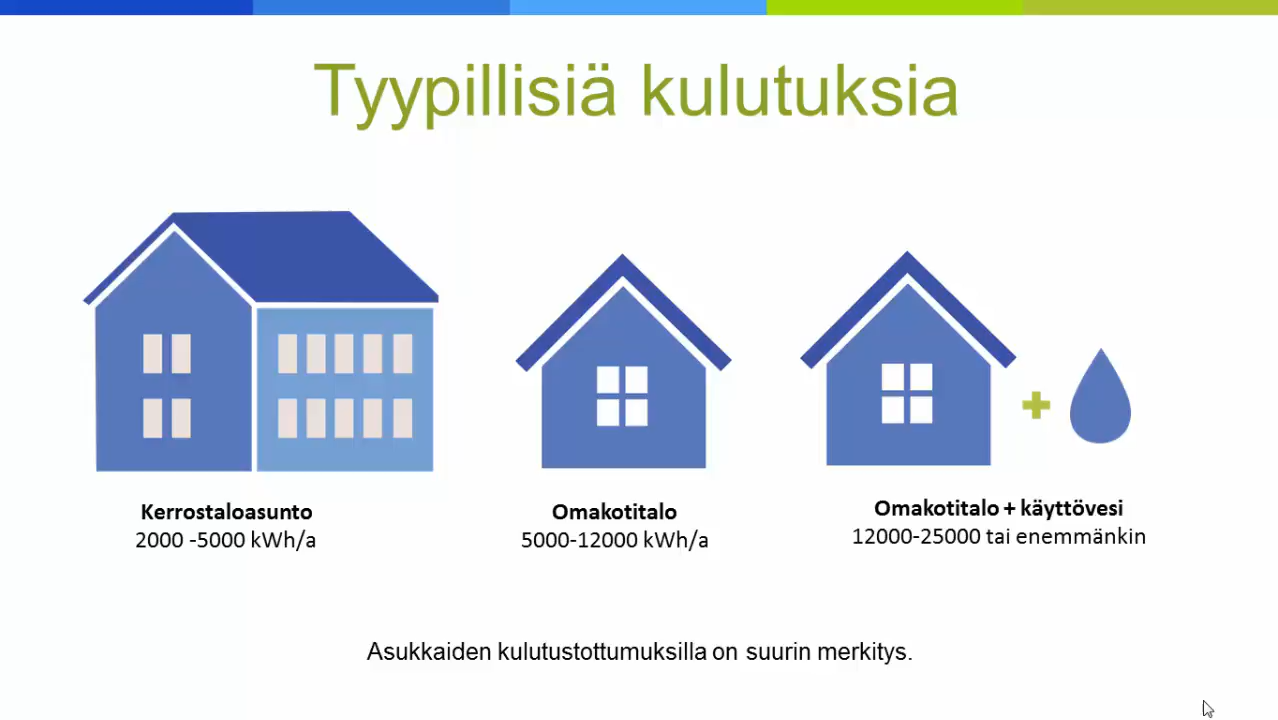 Tyypillisiä kulutuksia
Kerrostaloasunto
2000 -5000 kWh/a
Omakotitalo
5000-12000 kWh/a
Omakotitalo + käyttövesi
12000-25000 tai enemmänkin
Asukkaiden kulutustottumuksilla on suurin merkitys.